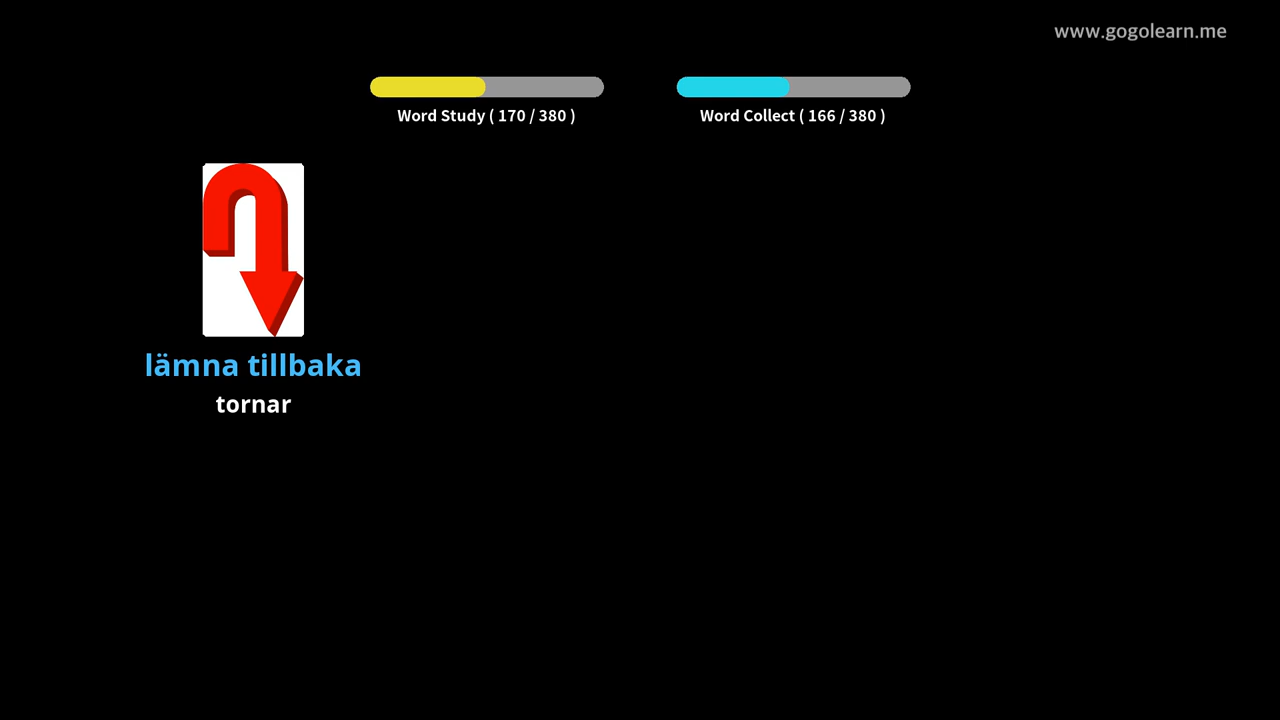 www.gogolearn.me
Word Study ( 170 / 380 )
Word Collect ( 166 / 380 )
lämna tillbaka
tornar